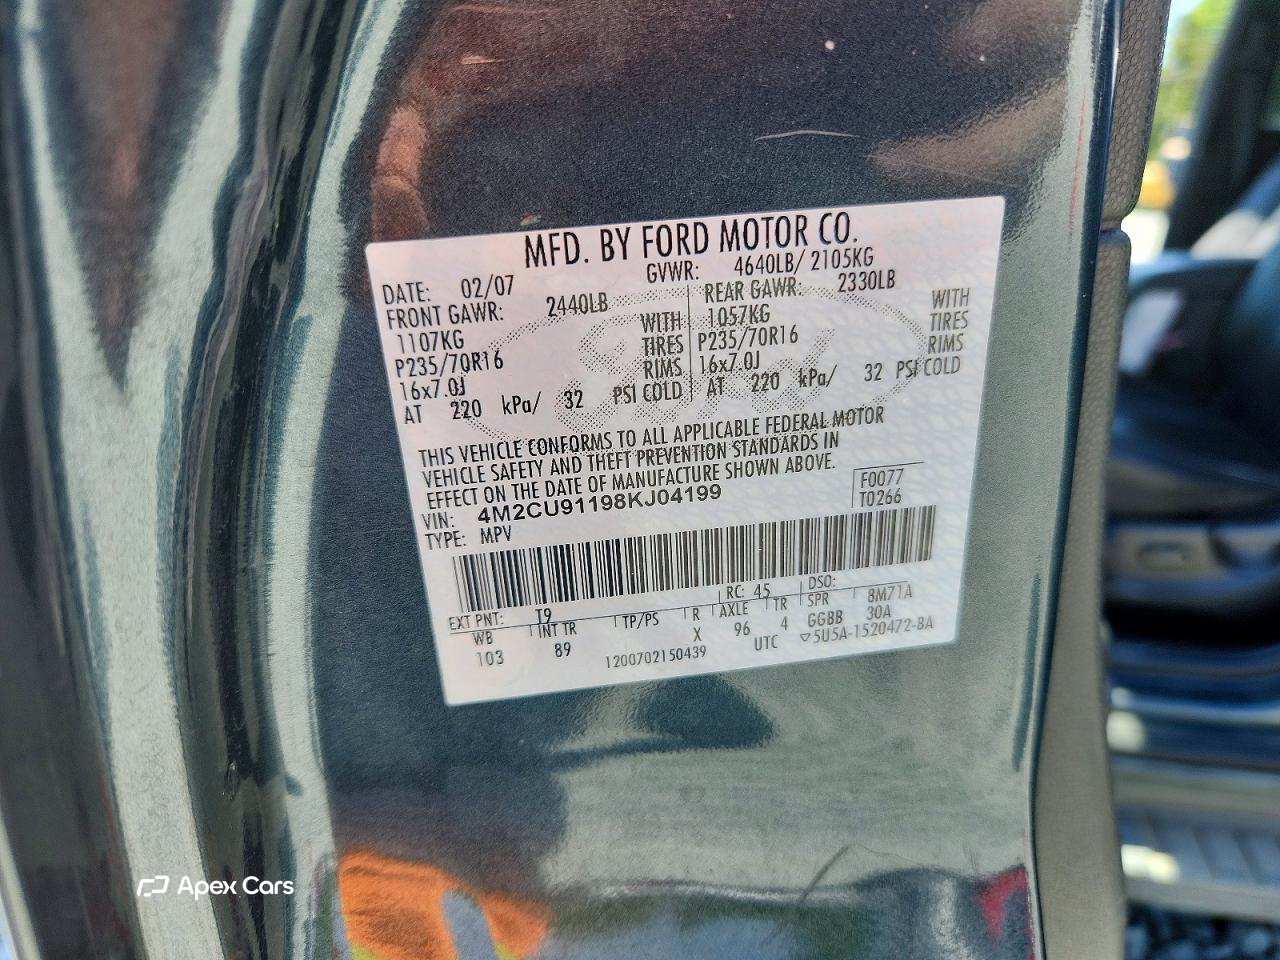 MFD. BY FORD MOTOR CO.
DATE: 02/07 GVWR: 4640LB/ 2105KG
FRONT GAWR: 2440LB REAR GAWR: 2330LB
1107KG WITH 1057KG WITH
P235/70R16 TIRES P235/70R16 TIRES
16x7.0J RIMS 16x7.0J RIMS
AT 220 kPa/ 32 PSI COLD AT 220 kPa/ 32 PSI COLD
THIS VEHICLE CONFORMS TO ALL APPLICABLE FEDERAL MOTOR
VEHICLE SAFETY AND THEFT PREVENTION STANDARDS IN
EFFECT ON THE DATE OF MANUFACTURE SHOWN ABOVE.
VIN: 4M2CU91198KJ04199 F0077
TYPE: MPV T0266
EXT PNT: T9 RC: 45 DSO:
WB INT TR TP/PS R AXLE TR SPR 8M71A
103 89 X 96 4 GGBB 30A
1200702150439 UTC ▽5U5A-1520472-BA
Apex Cars